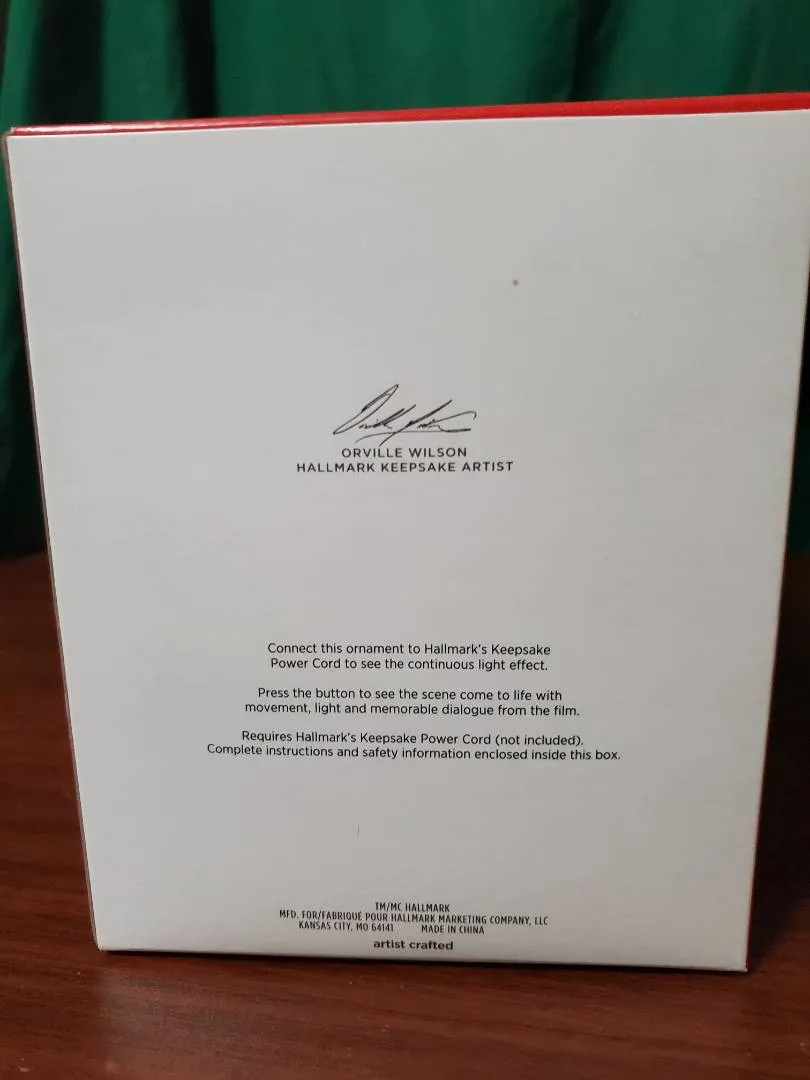 ORVILLE WILSON
HALLMARK KEEPSAKE ARTIST
Connect this ornament to Hallmark's Keepsake
Power Cord to see the continuous light effect.
Press the button to see the scene come to life with
movement, light and memorable dialogue from the film.
Requires Hallmark's Keepsake Power Cord (not included).
Complete instructions and safety information enclosed inside this box.
TM/MC HALLMARK
MFD. FOR/FABRIQUÉ POUR HALLMARK MARKETING COMPANY, LLC
KANSAS CITY, MO 64141 MADE IN CHINA
artist crafted